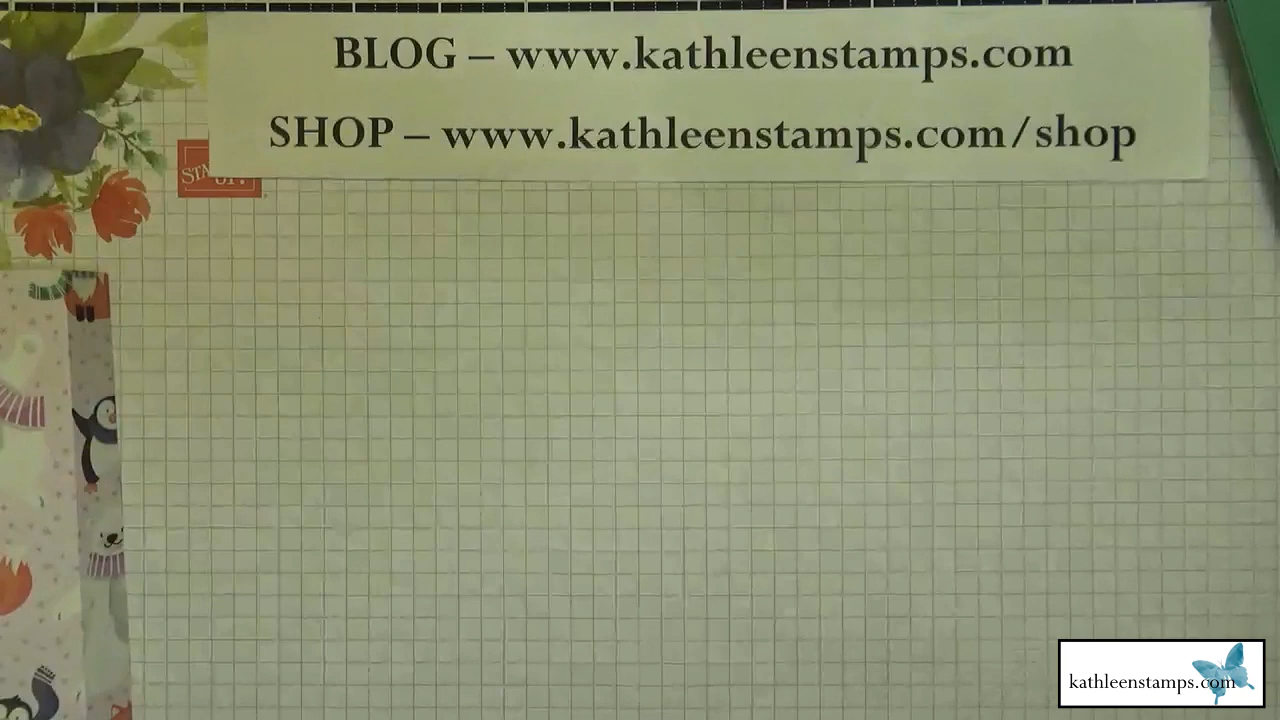 BLOG – www.kathleenstamps.com
SHOP – www.kathleenstamps.com/shop
kathleenstamps.com